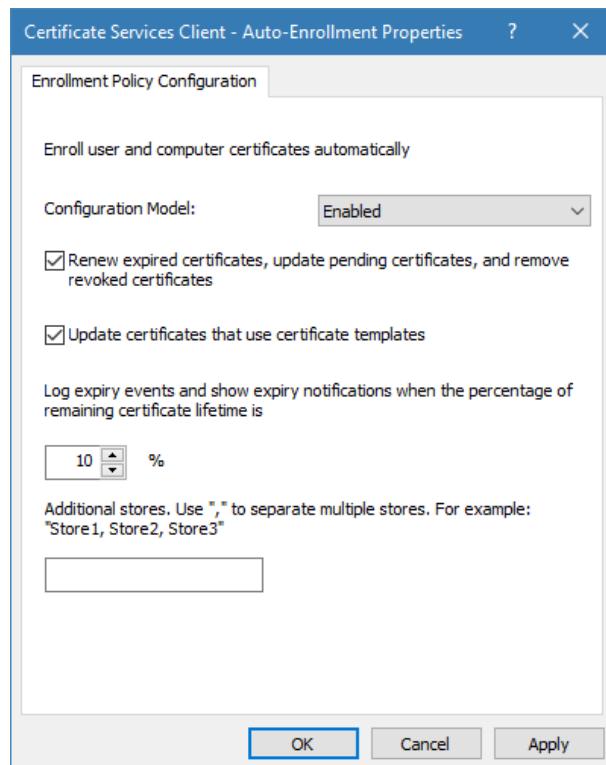 Certificate Services Client - Auto-Enrollment Properties ? ×
Enrollment Policy Configuration
Enroll user and computer certificates automatically
Configuration Model: Enabled
Renew expired certificates, update pending certificates, and remove
revoked certificates
Update certificates that use certificate templates
Log expiry events and show expiry notifications when the percentage of
remaining certificate lifetime is
10 %
Additional stores. Use "," to separate multiple stores. For example:
"Store1, Store2, Store3"
OK Cancel Apply